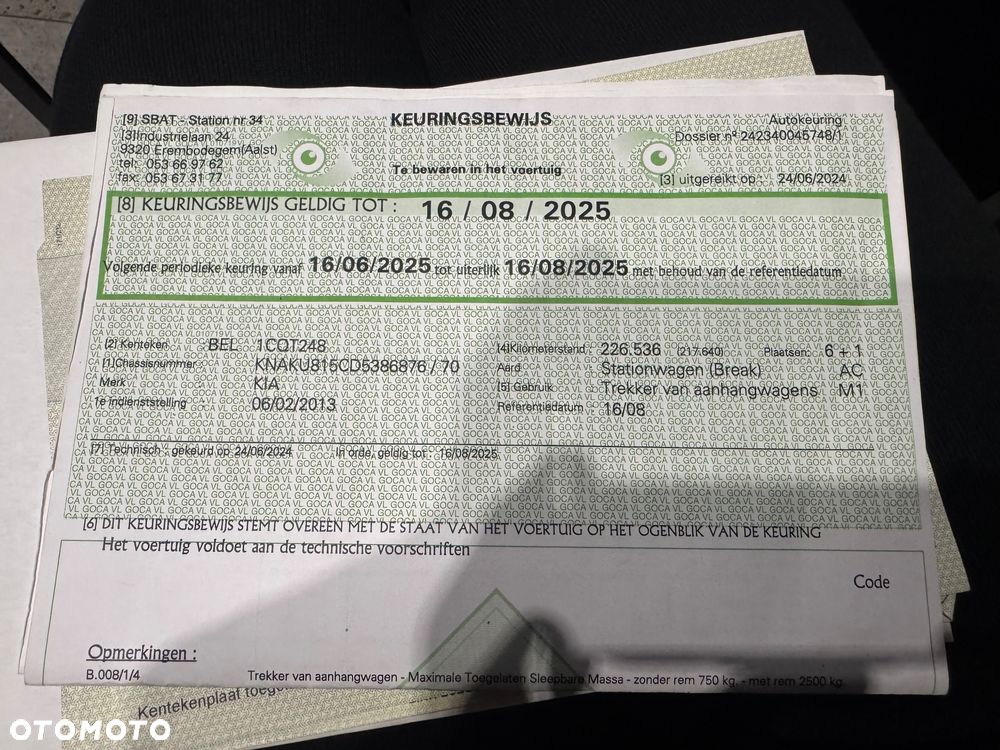 [9] SBAT - Station nr 34
KEURINGSBEWIJS
Autokeuring
[3] Industrielaan 24
Dossier nº 242340045748/1
9320 Erembodegem(Aalst)
tel: 053 66 97 62
Te bewaren in het voertuig
fax: 053 67 31 77
[3] uitgereikt op : 24/06/2024
[8] KEURINGSBEWIJS GELDIG TOT : 16 / 08 / 2025
Volgende periodieke keuring vanaf 16/06/2025 tot uiterlijk 16/08/2025 met behoud van de referentiedatum
[2] Kenteken : BEL 1CQT248
[4] Kilometerstand : 226.536 (217.640) Plaatsen: 6 + 1
[1] Chassisnummer : KNAKU815CD5386876 / 70
Aard : Stationwagen (Break) AC
Merk : KIA
[5] Gebruik : Trekker van aanhangwagens M1
1e indienststelling : 06/02/2013
Referentiedatum : 16/08
[7] Technisch : gekeurd op 24/06/2024 In orde, geldig tot : 16/08/2025
[6] DIT KEURINGSBEWIJS STEMT OVEREEN MET DE STAAT VAN HET VOERTUIG OP HET OGENBLIK VAN DE KEURING
Het voertuig voldoet aan de technische voorschriften
Code
Opmerkingen :
B.008/1/4 Trekker van aanhangwagen - Maximale Toegelaten Sleepbare Massa - zonder rem 750 kg. - met rem 2500 kg.
Kentekenplaat
OTOMOTO